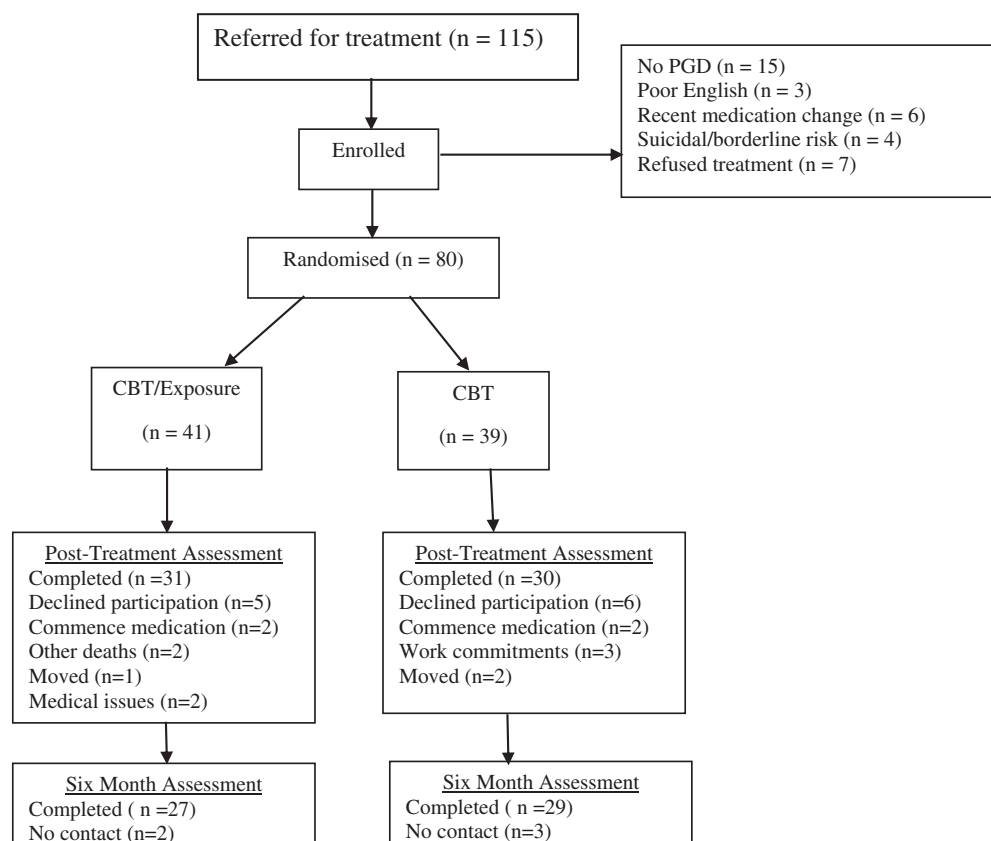 Referred for treatment (n = 115)
No PGD (n = 15)
Poor English (n = 3)
Recent medication change (n = 6)
Suicidal/borderline risk (n = 4)
Refused treatment (n = 7)
Enrolled
Randomised (n = 80)
CBT/Exposure
(n = 41)
CBT
(n = 39)
Post-Treatment Assessment
Completed (n =31)
Declined participation (n=5)
Commence medication (n=2)
Other deaths (n=2)
Moved (n=1)
Medical issues (n=2)
Post-Treatment Assessment
Completed (n =30)
Declined participation (n=6)
Commence medication (n=2)
Work commitments (n=3)
Moved (n=2)
Six Month Assessment
Completed ( n =27)
No contact (n=2)
Six Month Assessment
Completed ( n =29)
No contact (n=3)